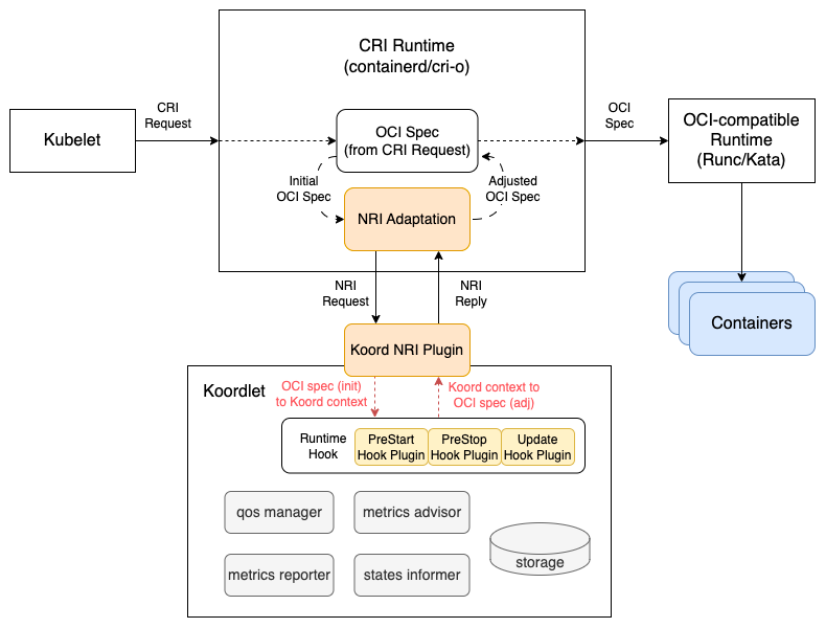 CRI Runtime
(containerd/cri-o)
Kubelet
CRI
Request
OCI Spec
(from CRI Request)
OCI
Spec
OCI-compatible
Runtime
(Runc/Kata)
Initial
OCI Spec
Adjusted
OCI Spec
NRI Adaptation
NRI
Request
NRI
Reply
Containers
Koord NRI Plugin
Koordlet
OCI spec (init)
to Koord context
Koord context to
OCI spec (adj)
Runtime
Hook
PreStart
Hook Plugin
PreStop
Hook Plugin
Update
Hook Plugin
qos manager
metrics advisor
storage
metrics reporter
states informer